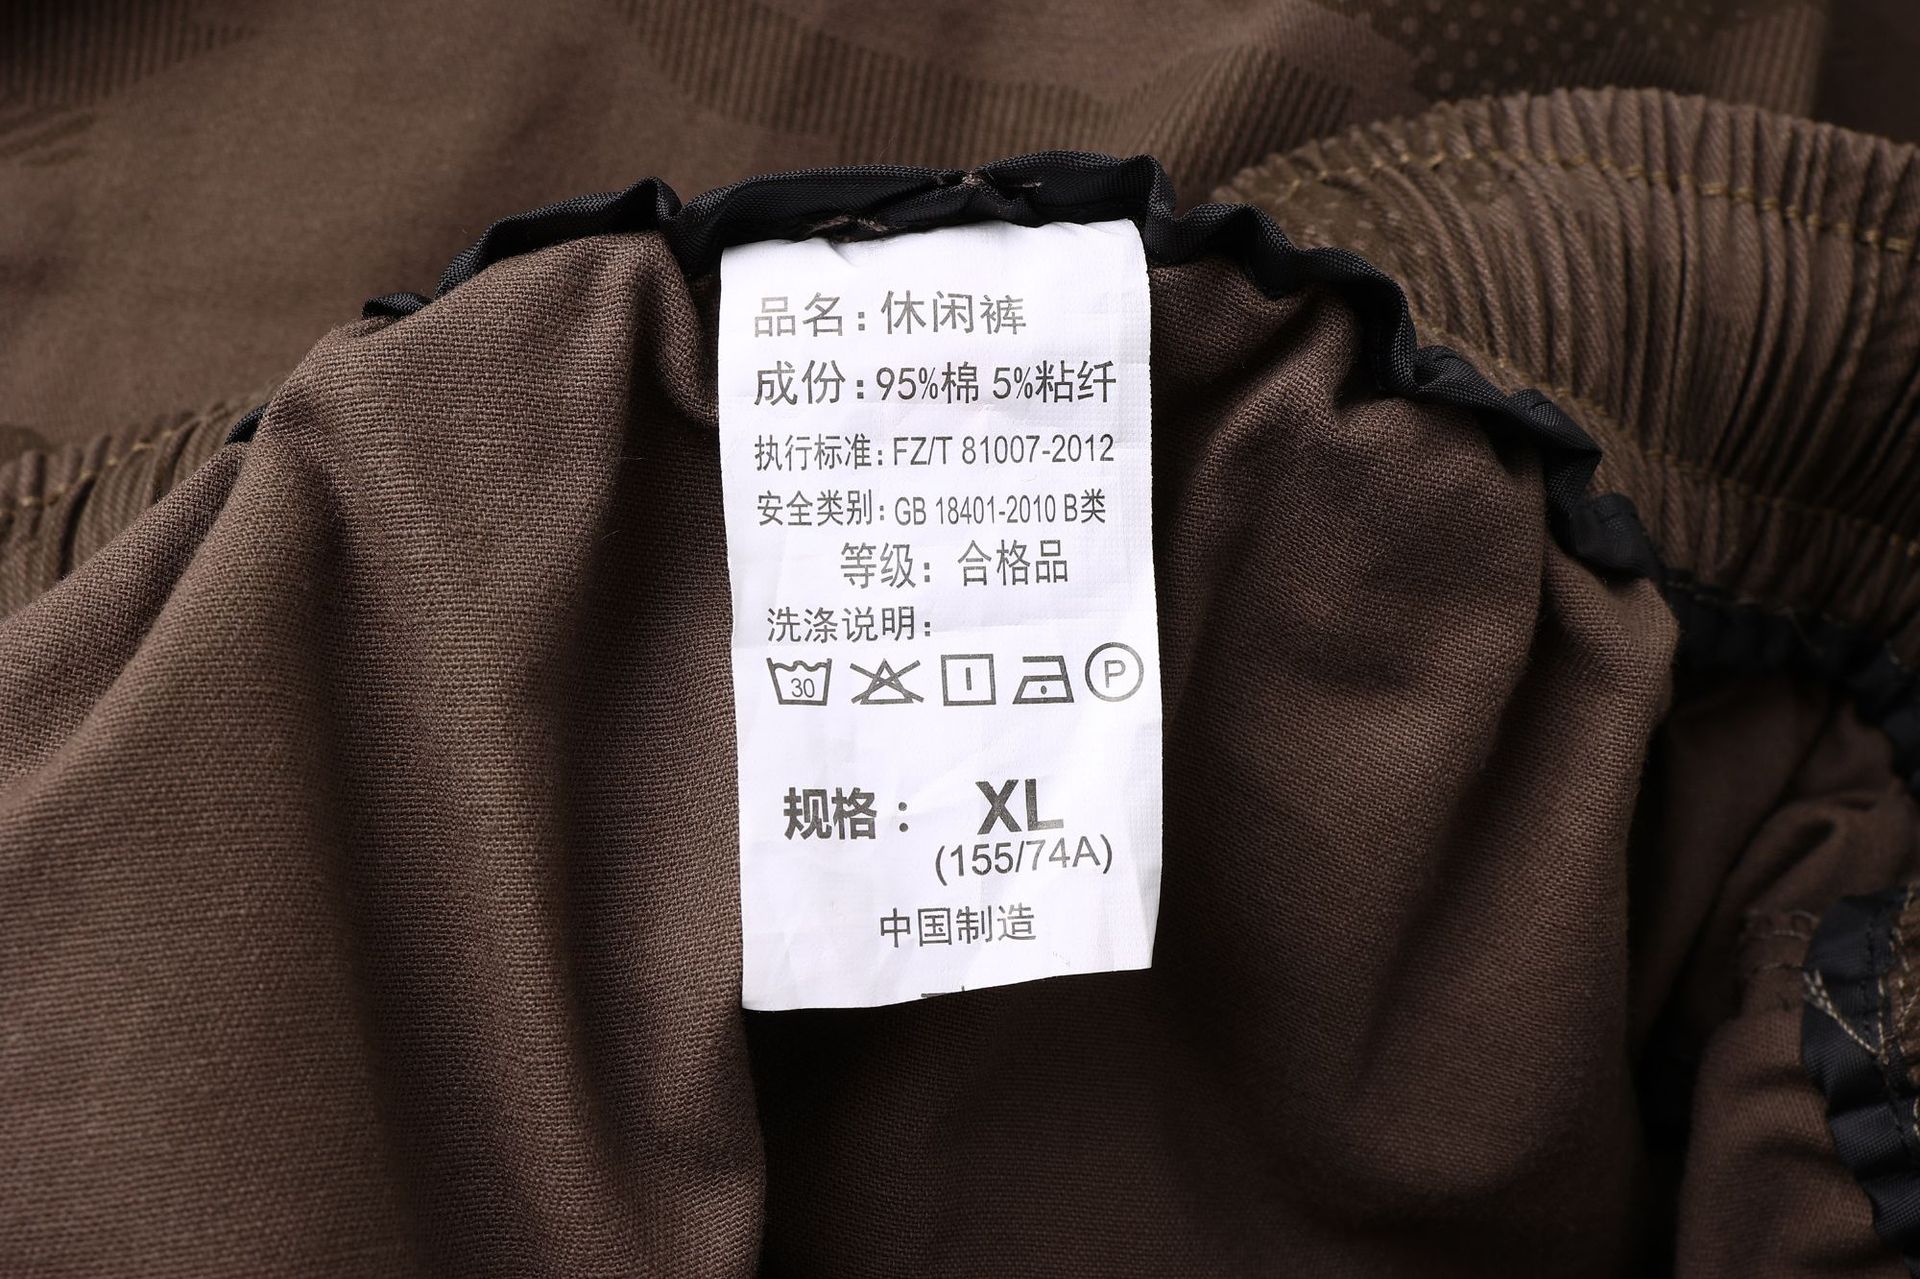 品名：休闲裤
成份：95%棉 5%粘纤
执行标准：FZ/T 81007-2012
安全类别：GB 18401-2010 B类
等级：合格品
洗涤说明：
30 P
规格： XL
(155/74A)
中国制造